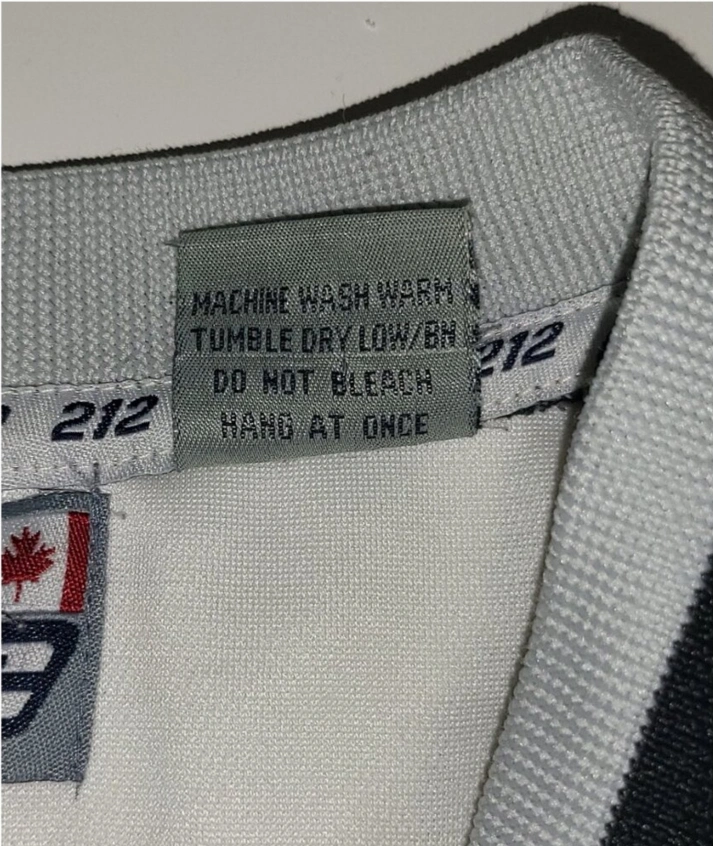 MACHINE WASH WARM
TUMBLE DRY LOW/BN
DO NOT BLEACH
HANG AT ONCE
212
212